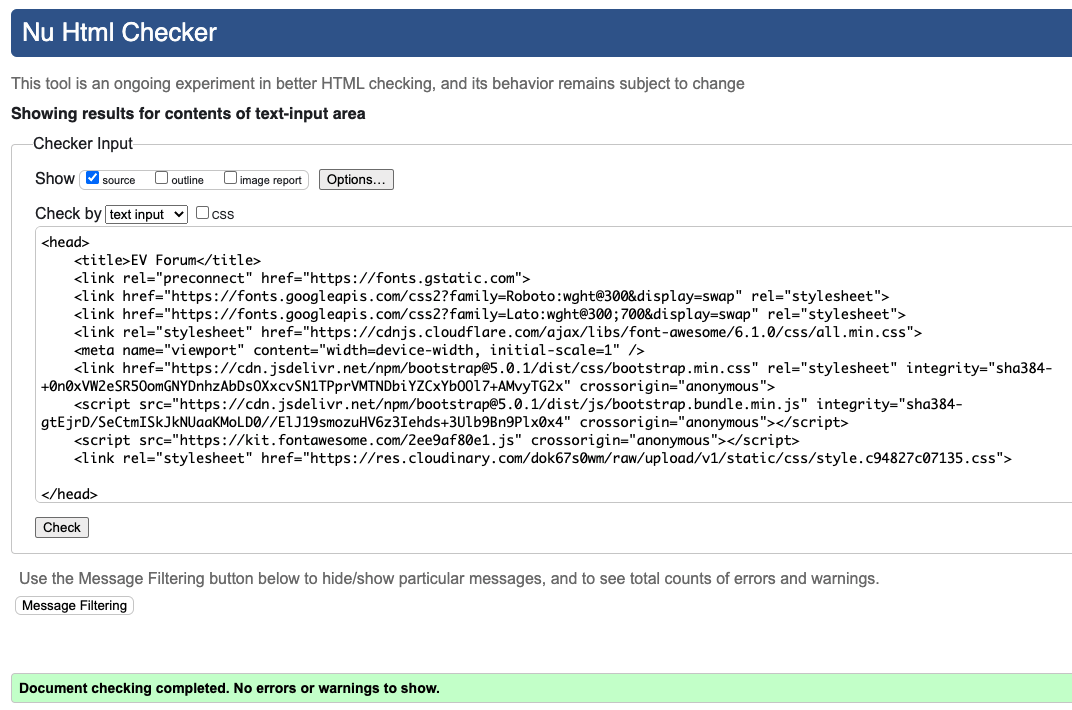 Nu Html Checker
This tool is an ongoing experiment in better HTML checking, and its behavior remains subject to change
Showing results for contents of text-input area
Checker Input
Show source outline image report Options...
Check by text input css
<head>
    <title>EV Forum</title>
    <link rel="preconnect" href="https://fonts.gstatic.com">
    <link href="https://fonts.googleapis.com/css2?family=Roboto:wght@300&display=swap" rel="stylesheet">
    <link href="https://fonts.googleapis.com/css2?family=Lato:wght@300;700&display=swap" rel="stylesheet">
    <link rel="stylesheet" href="https://cdnjs.cloudflare.com/ajax/libs/font-awesome/6.1.0/css/all.min.css">
    <meta name="viewport" content="width=device-width, initial-scale=1" />
    <link href="https://cdn.jsdelivr.net/npm/bootstrap@5.0.1/dist/css/bootstrap.min.css" rel="stylesheet" integrity="sha384-
+0n0xVW2eSR5OomGNYDnhzAbDsOXxcvSN1TPprVMTNDbiYZCxYbOOl7+AMvyTG2x" crossorigin="anonymous">
    <script src="https://cdn.jsdelivr.net/npm/bootstrap@5.0.1/dist/js/bootstrap.bundle.min.js" integrity="sha384-
gtEjrD/SeCtmISkJkNUaaKMoLD0//ElJ19smozuHV6z3Iehds+3Ulb9Bn9Plx0x4" crossorigin="anonymous"></script>
    <script src="https://kit.fontawesome.com/2ee9af80e1.js" crossorigin="anonymous"></script>
    <link rel="stylesheet" href="https://res.cloudinary.com/dok67s0wm/raw/upload/v1/static/css/style.c94827c07135.css">
</head>
Check
Use the Message Filtering button below to hide/show particular messages, and to see total counts of errors and warnings.
Message Filtering
Document checking completed. No errors or warnings to show.